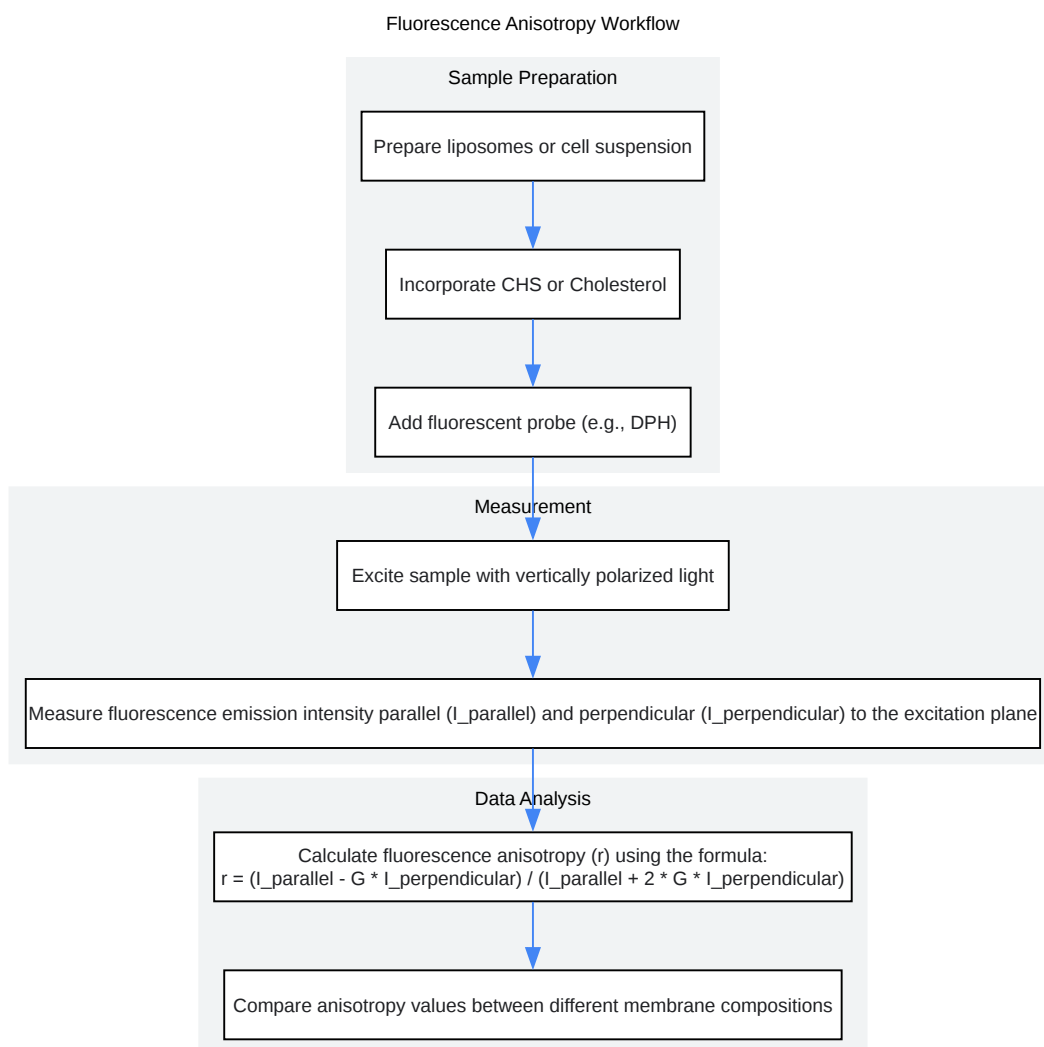 Fluorescence Anisotropy Workflow
Sample Preparation
Prepare liposomes or cell suspension
Incorporate CHS or Cholesterol
Add fluorescent probe (e.g., DPH)
Measurement
Excite sample with vertically polarized light
Measure fluorescence emission intensity parallel (I_parallel) and perpendicular (I_perpendicular) to the excitation plane
Data Analysis
Calculate fluorescence anisotropy (r) using the formula:
r = (I_parallel - G * I_perpendicular) / (I_parallel + 2 * G * I_perpendicular)
Compare anisotropy values between different membrane compositions